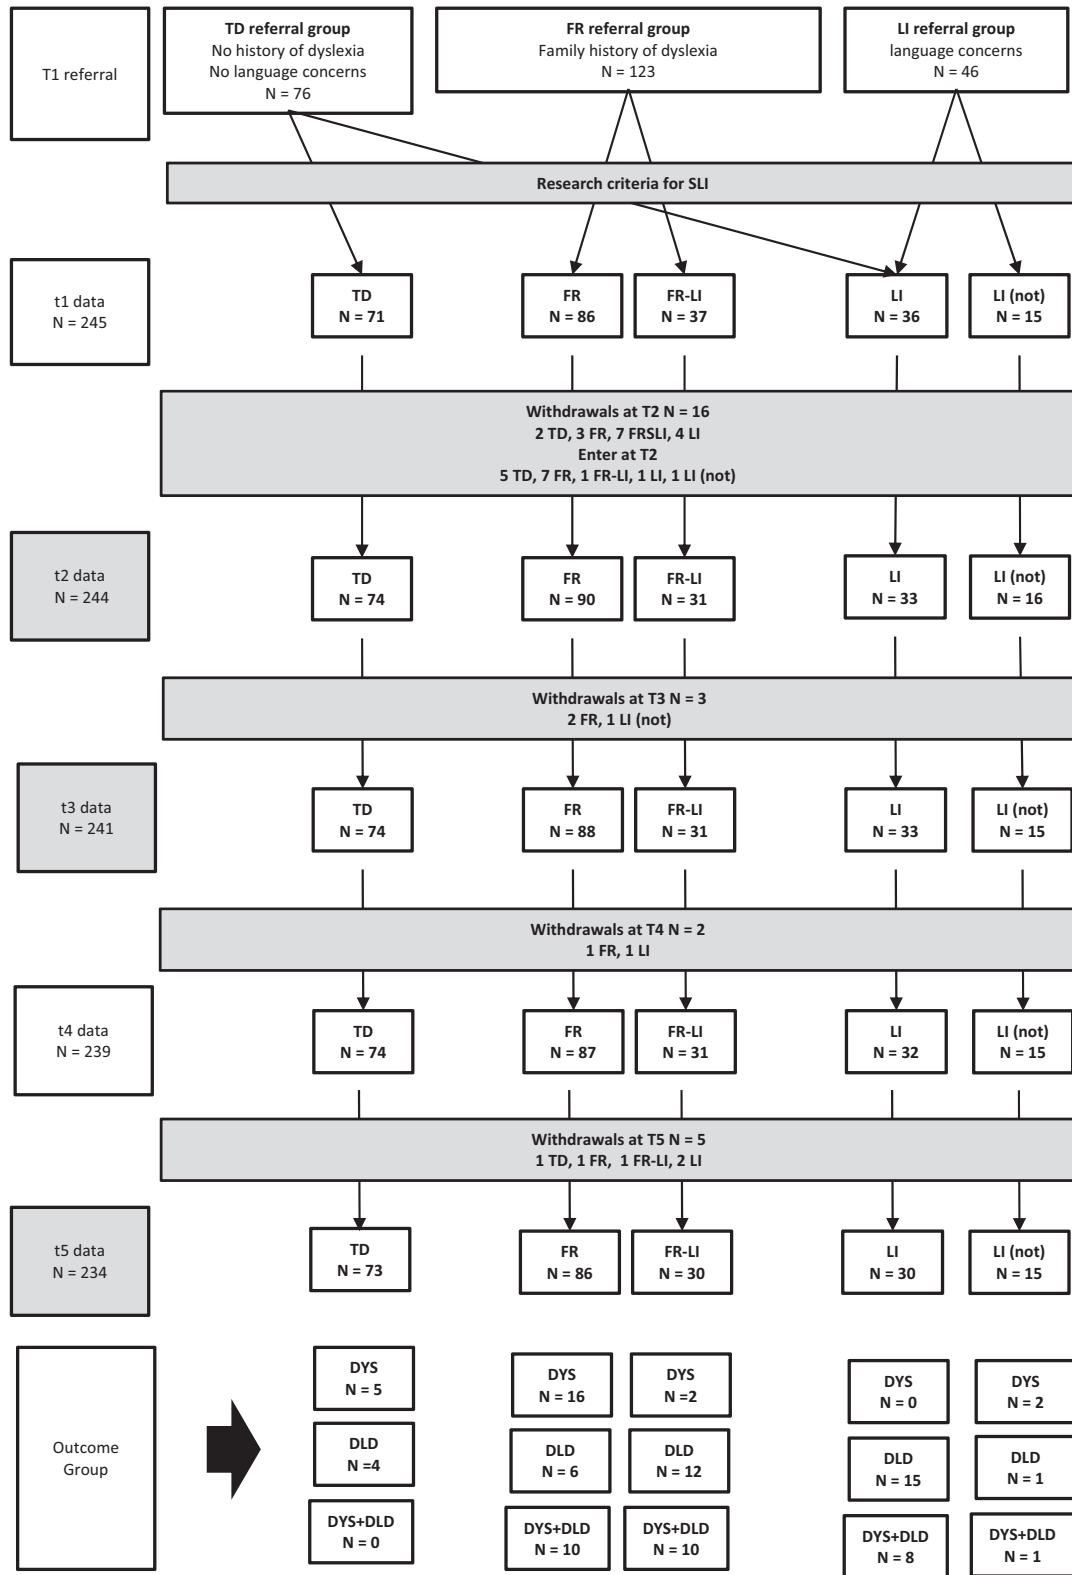 T1 referral
TD referral group
No history of dyslexia
No language concerns
N = 76
FR referral group
Family history of dyslexia
N = 123
LI referral group
language concerns
N = 46
Research criteria for SLI
t1 data
N = 245
TD
N = 71
FR
N = 86
FR-LI
N = 37
LI
N = 36
LI (not)
N = 15
Withdrawals at T2 N = 16
2 TD, 3 FR, 7 FRSLI, 4 LI
Enter at T2
5 TD, 7 FR, 1 FR-LI, 1 LI, 1 LI (not)
t2 data
N = 244
TD
N = 74
FR
N = 90
FR-LI
N = 31
LI
N = 33
LI (not)
N = 16
Withdrawals at T3 N = 3
2 FR, 1 LI (not)
t3 data
N = 241
TD
N = 74
FR
N = 88
FR-LI
N = 31
LI
N = 33
LI (not)
N = 15
Withdrawals at T4 N = 2
1 FR, 1 LI
t4 data
N = 239
TD
N = 74
FR
N = 87
FR-LI
N = 31
LI
N = 32
LI (not)
N = 15
Withdrawals at T5 N = 5
1 TD, 1 FR, 1 FR-LI, 2 LI
t5 data
N = 234
TD
N = 73
FR
N = 86
FR-LI
N = 30
LI
N = 30
LI (not)
N = 15
Outcome
Group
DYS
N = 5
DYS
N = 16
DYS
N =2
DYS
N = 0
DYS
N = 2
DLD
N =4
DLD
N = 6
DLD
N = 12
DLD
N = 15
DLD
N = 1
DYS+DLD
N = 0
DYS+DLD
N = 10
DYS+DLD
N = 10
DYS+DLD
N = 8
DYS+DLD
N = 1